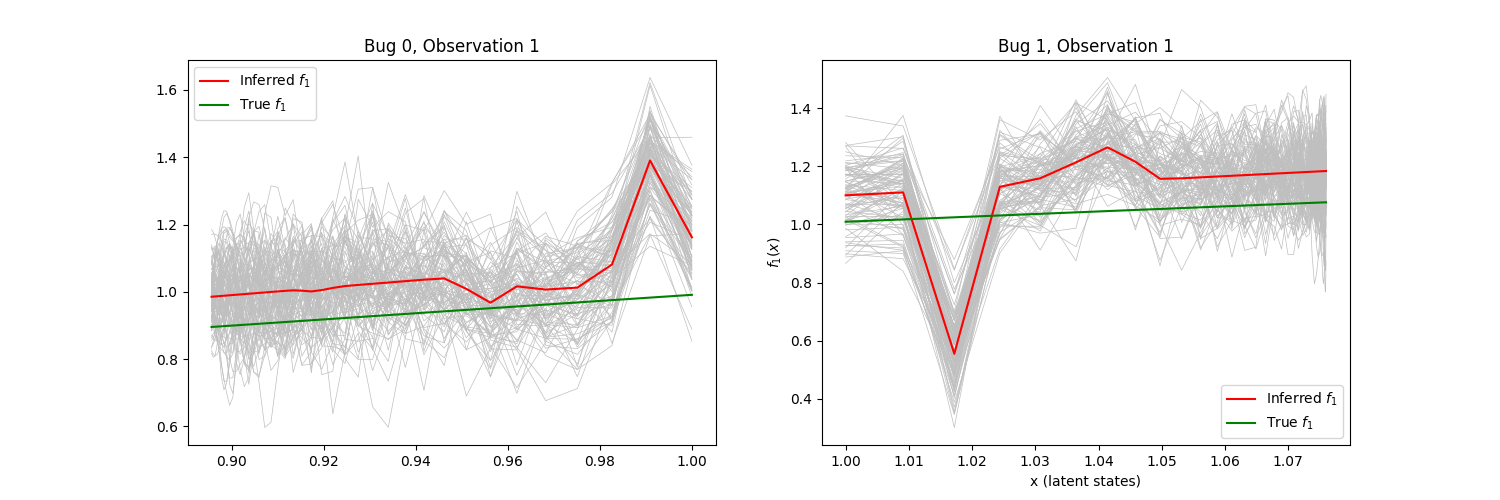 Bug 0, Observation 1
Inferred f₁
True f₁
1.6
1.4
1.2
1.0
0.8
0.6
0.90 0.92 0.94 0.96 0.98 1.00
Bug 1, Observation 1
f₁(x)
1.4
1.2
1.0
0.8
0.6
0.4
Inferred f₁
True f₁
1.00 1.01 1.02 1.03 1.04 1.05 1.06 1.07
x (latent states)